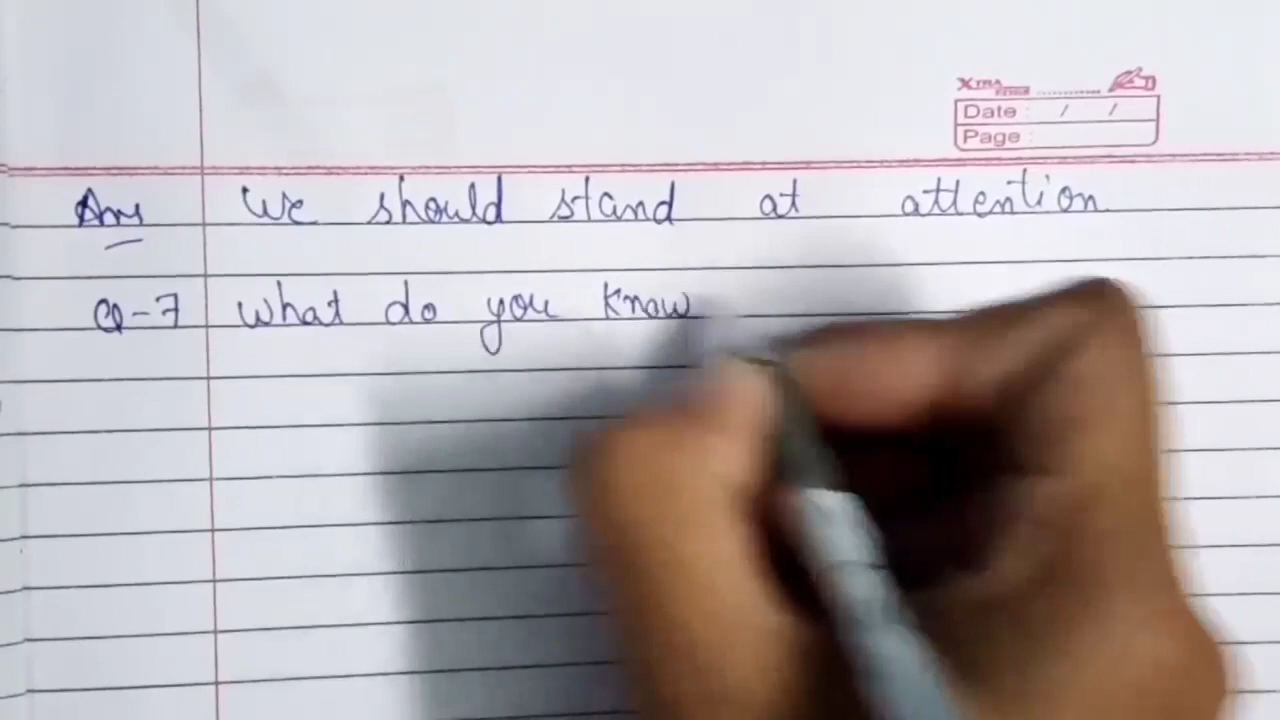 XTRA
Date : / /
Page :
Ans We should stand at attention
Q-7 What do you know